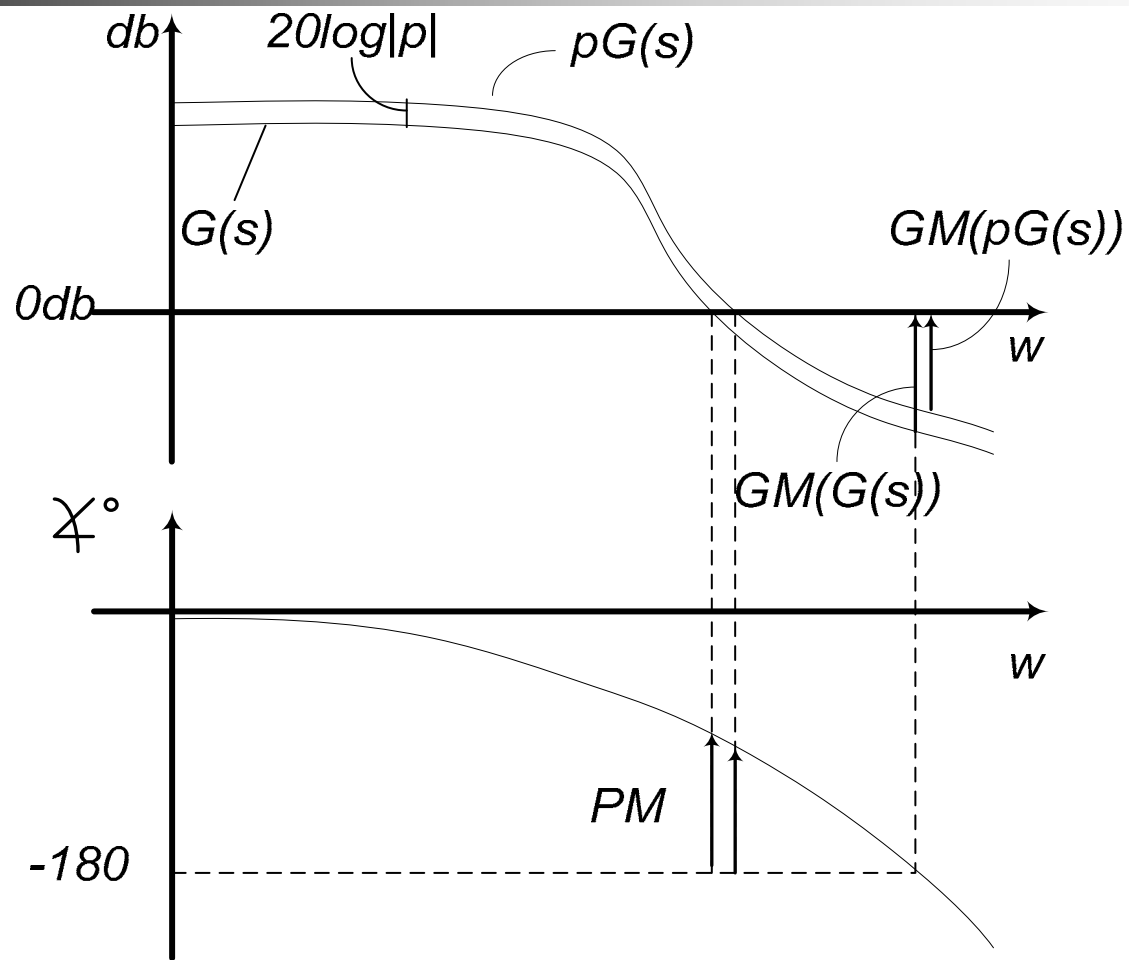 db
20log|p|
pG(s)
G(s)
GM(pG(s))
0db
w
GM(G(s))
∡°
w
PM
-180